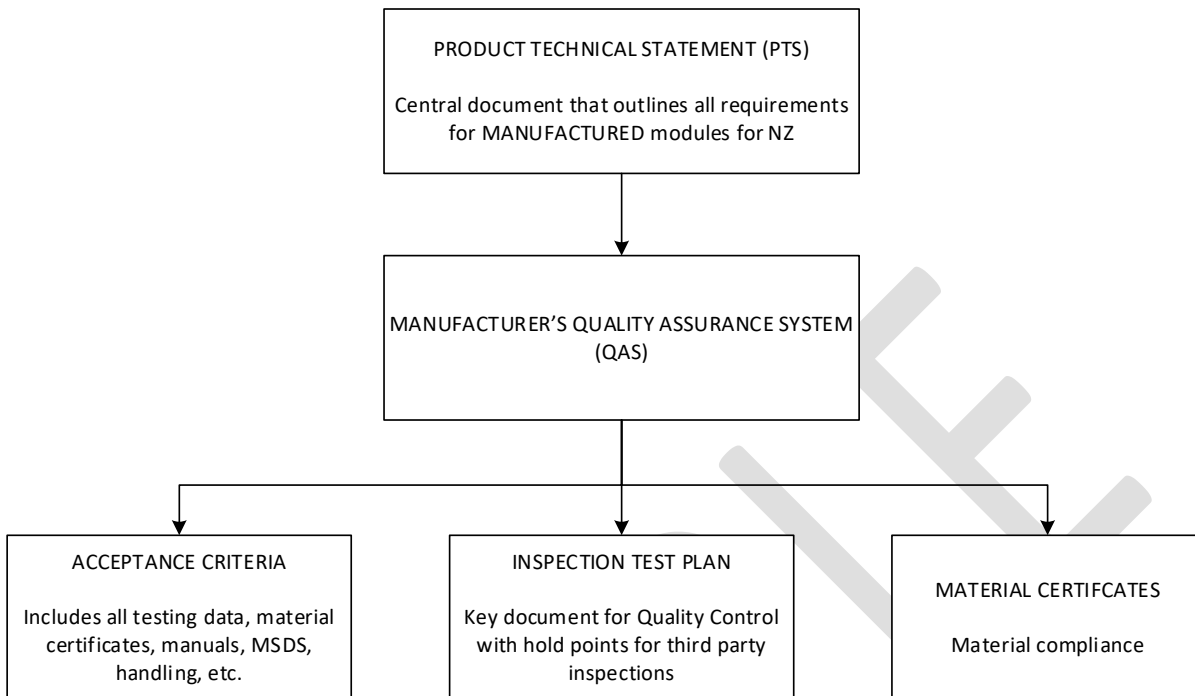 PRODUCT TECHNICAL STATEMENT (PTS)
Central document that outlines all requirements
for MANUFACTURED modules for NZ
MANUFACTURER’S QUALITY ASSURANCE SYSTEM
(QAS)
ACCEPTANCE CRITERIA
Includes all testing data, material
certificates, manuals, MSDS,
handling, etc.
INSPECTION TEST PLAN
Key document for Quality Control
with hold points for third party
inspections
MATERIAL CERTIFCATES
Material compliance